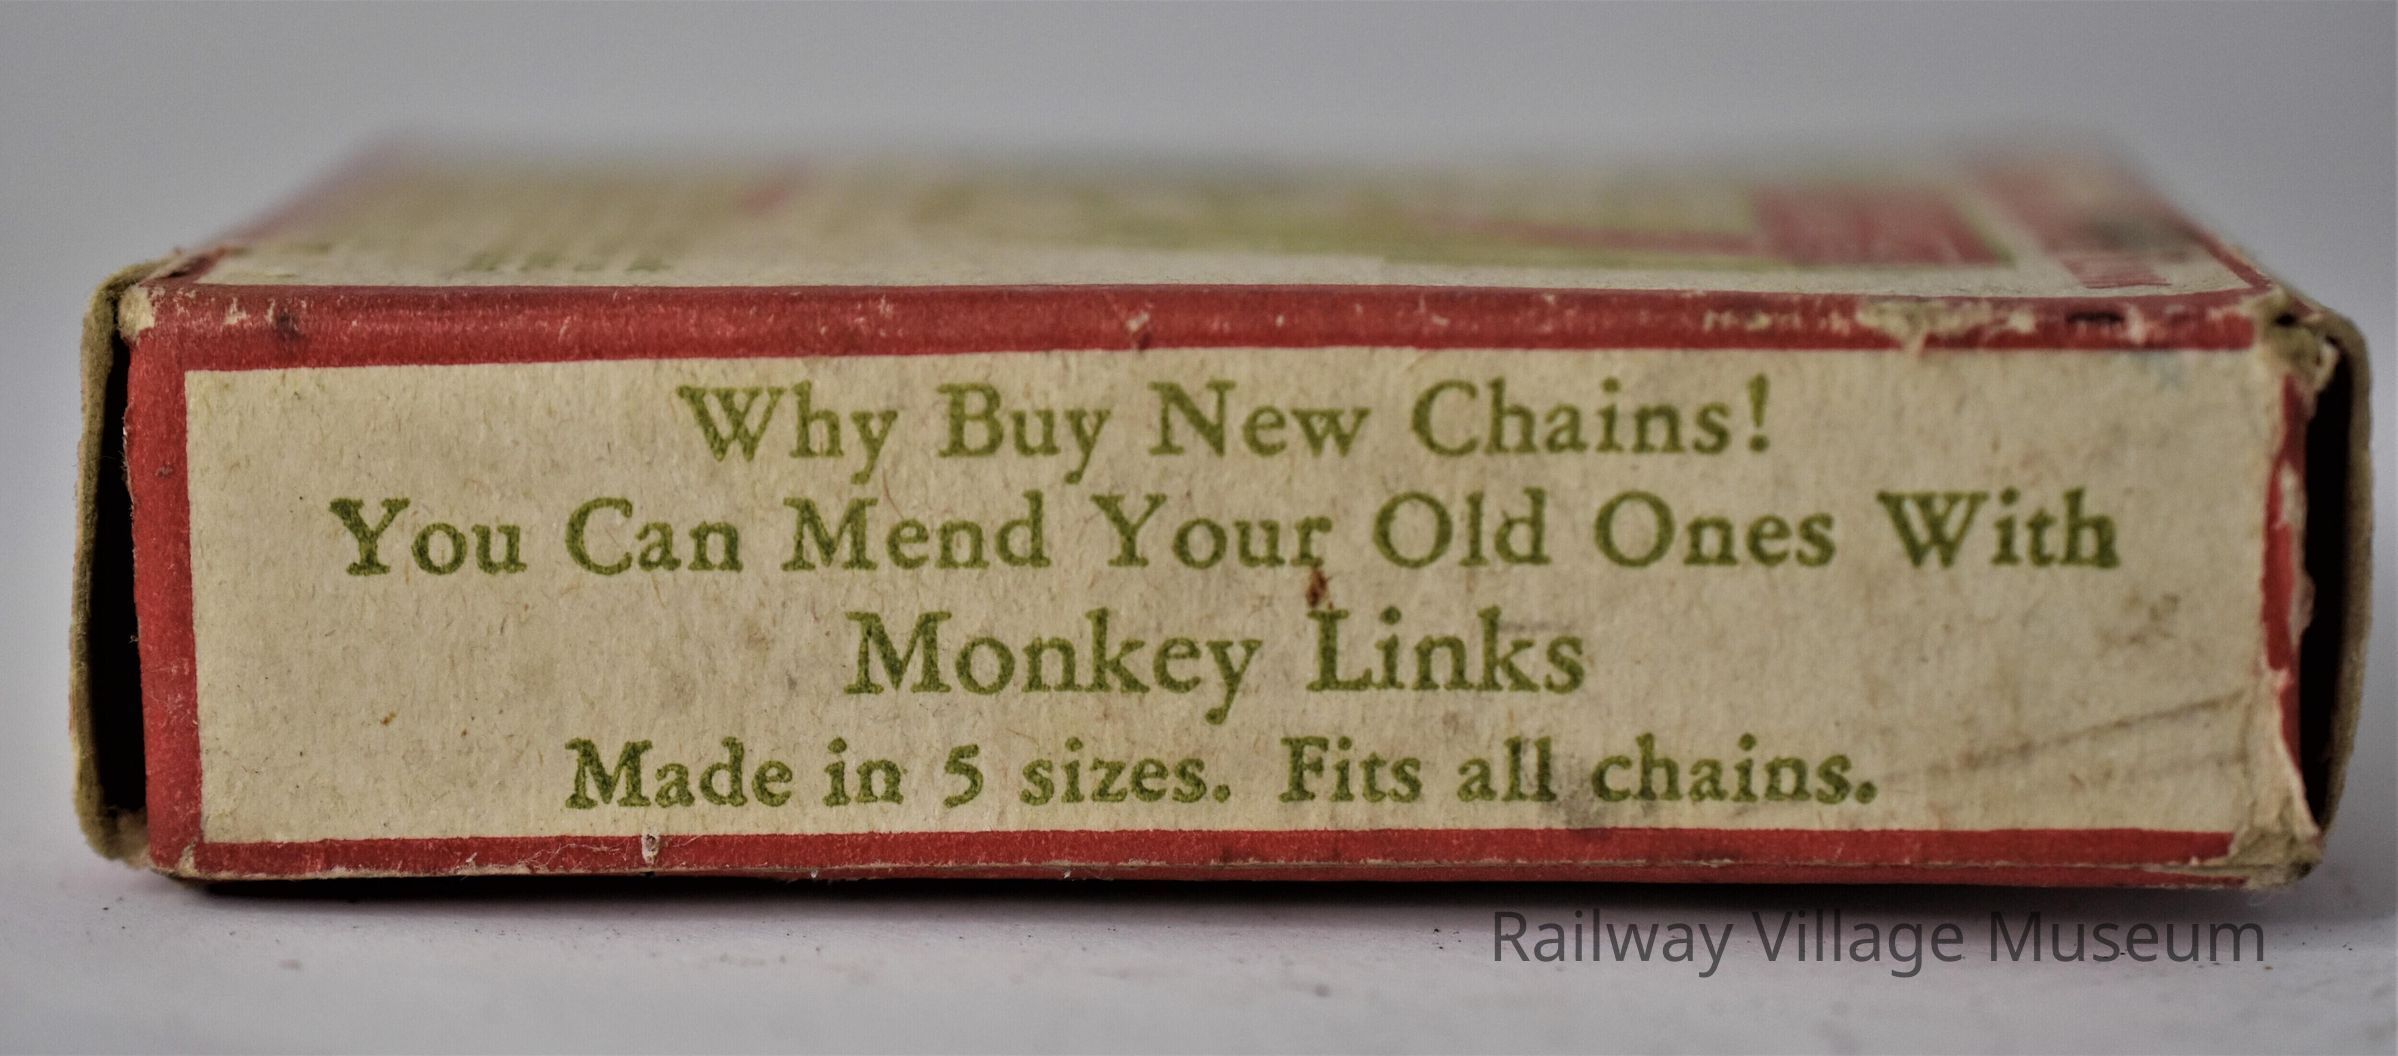 Why Buy New Chains!
You Can Mend Your Old Ones With
Monkey Links
Made in 5 sizes. Fits all chains.
Railway Village Museum